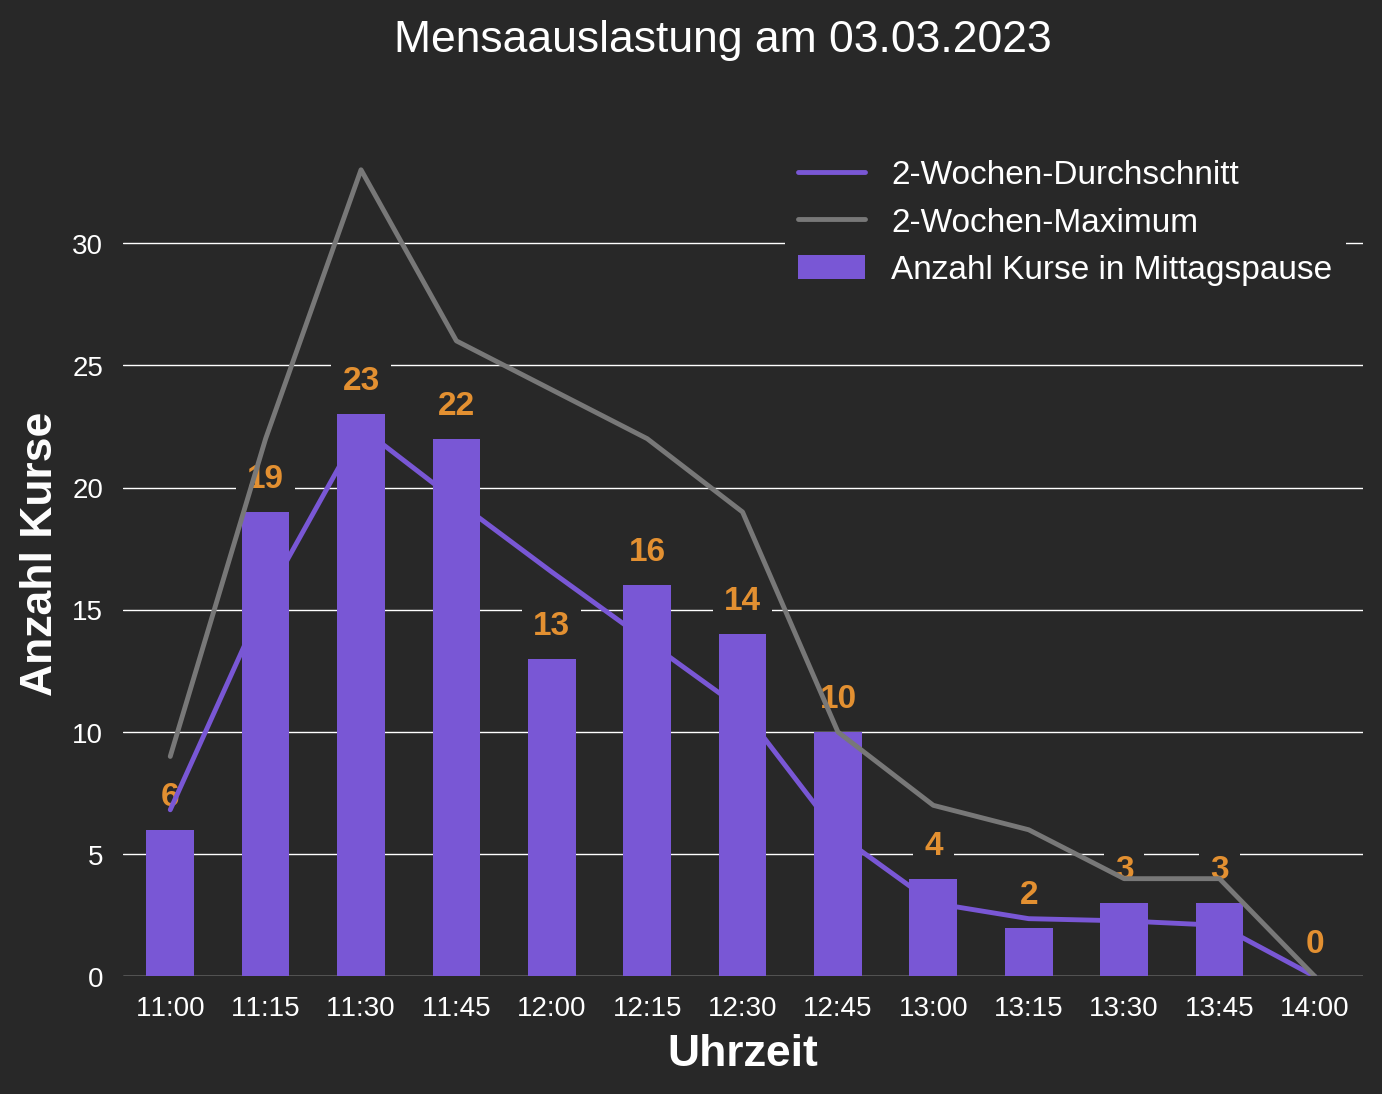 Mensaauslastung am 03.03.2023
2-Wochen-Durchschnitt
2-Wochen-Maximum
Anzahl Kurse in Mittagspause
Anzahl Kurse
30
25
20
15
10
5
0
6
19
23
22
13
16
14
10
4
2
3
3
0
11:00 11:15 11:30 11:45 12:00 12:15 12:30 12:45 13:00 13:15 13:30 13:45 14:00
Uhrzeit